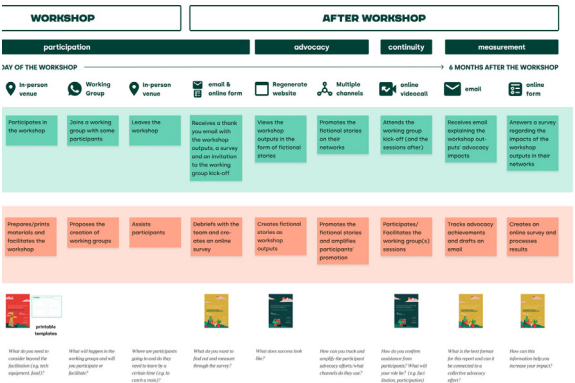 WORKSHOP
AFTER WORKSHOP
participation
advocacy
continuity
measurement
DAY OF THE WORKSHOP
6 MONTHS AFTER THE WORKSHOP
In-person
venue
Working
Group
In-person
venue
email &
online form
Regenerate
website
Multiple
channels
online
videocall
email
online
form
Participates in
the workshop
Joins a working
group with some
participants
Leaves the
workshop
Receives a thank
you email with
the workshop
outputs, a survey
and an invitation
to the working
group kick-off
Views the
workshop
outputs in the
form of fictional
stories
Promotes the
fictional stories
on their
networks
Attends the
working group
kick-off (and the
sessions after)
Receives email
explaining the
workshop out-
puts' advocacy
impacts
Answers a survey
regarding the
impacts of the
workshop
outputs in their
networks
Prepares/prints
materials and
facilitates the
workshop
Proposes the
creation of
working groups
Assists
participants
Debriefs with the
team and cre-
ates an online
survey
Creates fictional
stories as
workshop
outputs
Promotes the
fictional stories
and amplifies
participants'
promotion
Participates/
Facilitates the
working group(s)
sessions
Tracks advocacy
achievements
and drafts an
email
Creates an
online survey and
processes
results
printable
templates
What do you need to
consider beyond the
facilitation (e.g. tech
equipment, food)?
What will happen in the
working groups and will
you participate or
facilitate?
Where are participants
going to and do they
need to leave by a
certain time (e.g. to
catch a train)?
What do you want to
find out and measure
through the survey?
What does success look
like?
How can you track and
amplify the participant
advocacy efforts/what
channels do they use?
How do you confirm
assistance from
participants? What will
your role be? (e.g. faci-
litation, participation)
What is the best format
for this report and can it
be connected to a
collective advocacy
effort?
How can this
information help you
increase your impact?